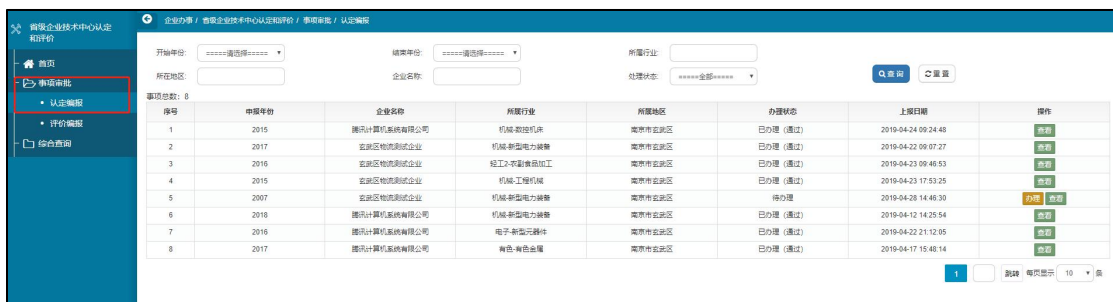 省级企业技术中心认定
和评价
首页
事项审批
认定编报
评价编报
综合查询
企业办事 / 省级企业技术中心认定和评价 / 事项审批 / 认定编报
开始年份: =====请选择===== 结束年份: =====请选择===== 所属行业:
所在地区: 企业名称: 处理状态: =====全部===== 查询 重置
事项总数: 8
序号 申报年份 企业名称 所属行业 所属地区 办理状态 上报日期 操作
1 2015 腾讯计算机系统有限公司 机械-数控机床 南京市玄武区 已办理 (通过) 2019-04-24 09:24:48 查看
2 2017 玄武区物流测试企业 机械-新型电力装备 南京市玄武区 已办理 (通过) 2019-04-22 09:07:27 查看
3 2016 玄武区物流测试企业 轻工2-农副食品加工 南京市玄武区 已办理 (通过) 2019-04-23 09:46:53 查看
4 2015 玄武区物流测试企业 机械-工程机械 南京市玄武区 已办理 (通过) 2019-04-23 17:53:25 查看
5 2007 玄武区物流测试企业 机械-新型电力装备 南京市玄武区 待办理 2019-04-28 14:46:30 办理 查看
6 2018 腾讯计算机系统有限公司 机械-新型电力装备 南京市玄武区 已办理 (通过) 2019-04-12 14:25:54 查看
7 2016 腾讯计算机系统有限公司 电子-新型元器件 南京市玄武区 已办理 (通过) 2019-04-22 21:12:05 查看
8 2017 腾讯计算机系统有限公司 有色-有色金属 南京市玄武区 已办理 (通过) 2019-04-17 15:48:14 查看
1 跳转 每页显示 10 条